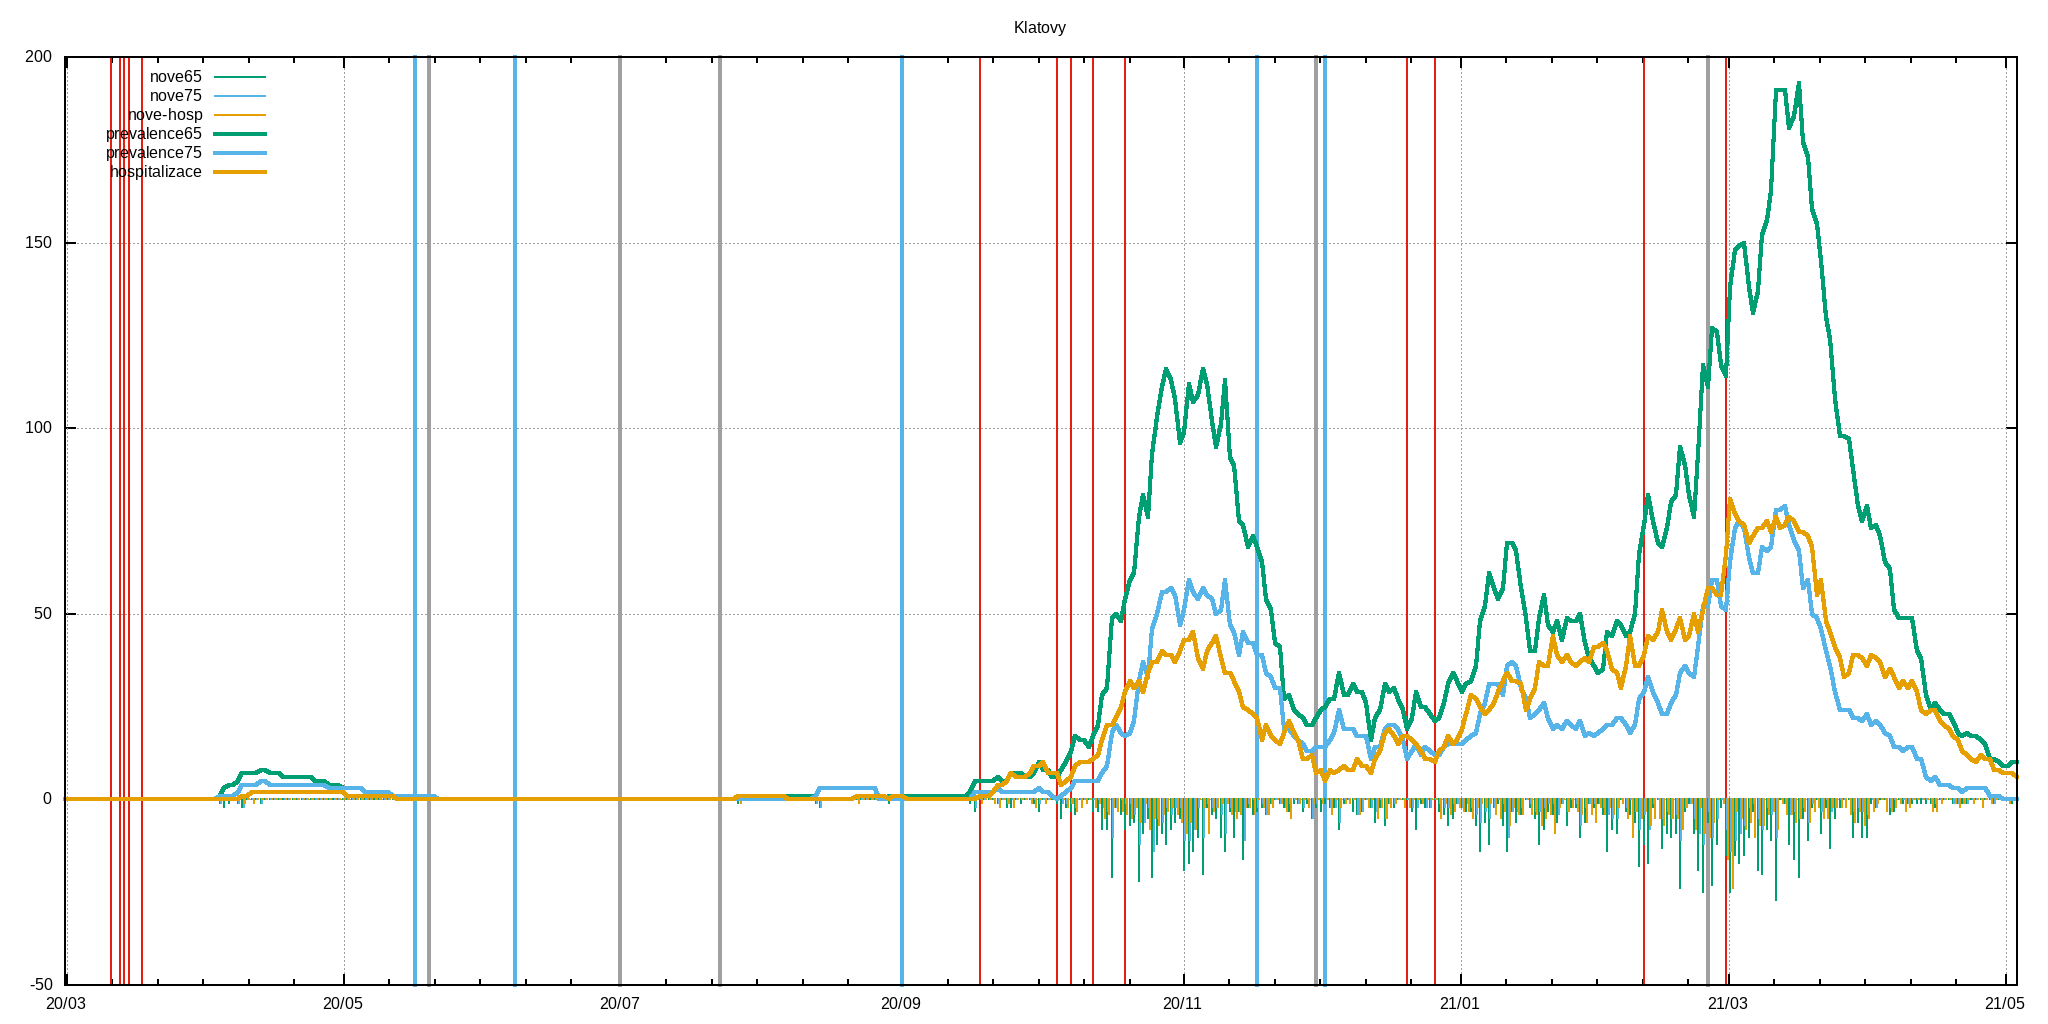 Klatovy
200
150
100
50
0
-50
nove65
nove75
nove-hosp
prevalence65
prevalence75
hospitalizace
20/03 20/05 20/07 20/09 20/11 21/01 21/03 21/05